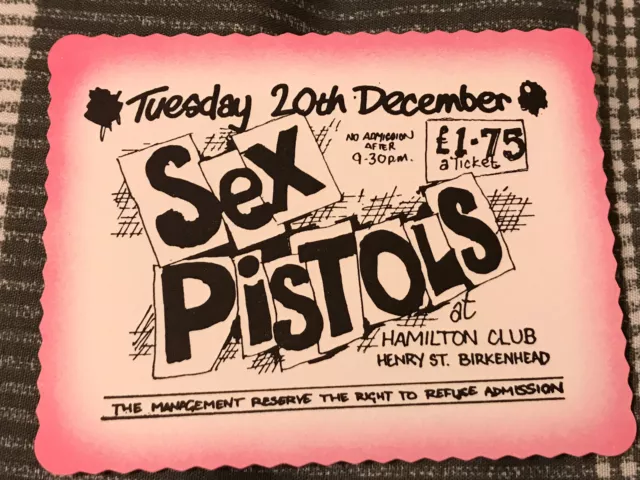 Tuesday 20th December
NO ADMISSION
AFTER
9-30p.m.
£1·75
a Ticket
Sex
PisTOLS
at
HAMILTON CLUB
HENRY ST. BIRKENHEAD
THE MANAGEMENT RESERVE THE RIGHT TO REFUSE ADMISSION